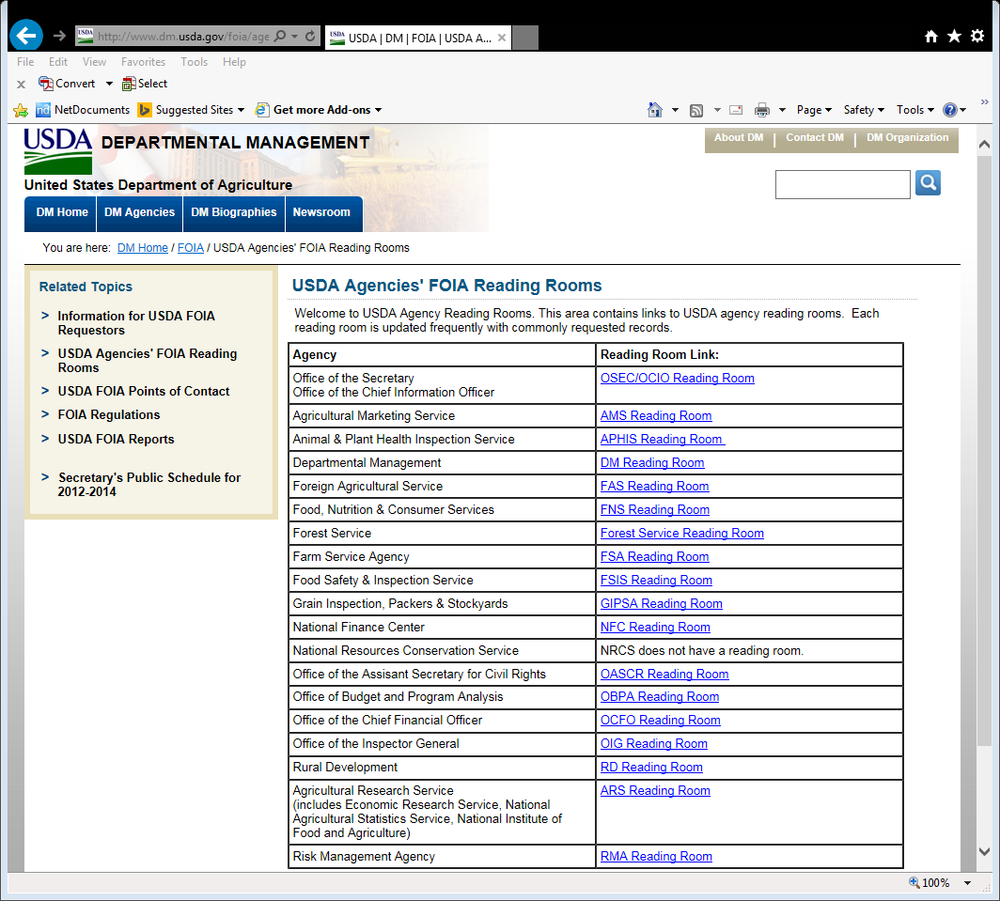 http://www.dm.usda.gov/foia/age
USDA | DM | FOIA | USDA A...
File Edit View Favorites Tools Help
x Convert Select
NetDocuments Suggested Sites Get more Add-ons Page Safety Tools
USDA DEPARTMENTAL MANAGEMENT
About DM | Contact DM | DM Organization
United States Department of Agriculture
DM Home DM Agencies DM Biographies Newsroom
You are here: DM Home / FOIA / USDA Agencies' FOIA Reading Rooms
Related Topics
> Information for USDA FOIA
Requestors
> USDA Agencies' FOIA Reading
Rooms
> USDA FOIA Points of Contact
> FOIA Regulations
> USDA FOIA Reports
> Secretary's Public Schedule for
2012-2014
USDA Agencies' FOIA Reading Rooms
Welcome to USDA Agency Reading Rooms. This area contains links to USDA agency reading rooms. Each
reading room is updated frequently with commonly requested records.
Agency Reading Room Link:
Office of the Secretary OSEC/OCIO Reading Room
Office of the Chief Information Officer
Agricultural Marketing Service AMS Reading Room
Animal & Plant Health Inspection Service APHIS Reading Room
Departmental Management DM Reading Room
Foreign Agricultural Service FAS Reading Room
Food, Nutrition & Consumer Services FNS Reading Room
Forest Service Forest Service Reading Room
Farm Service Agency FSA Reading Room
Food Safety & Inspection Service FSIS Reading Room
Grain Inspection, Packers & Stockyards GIPSA Reading Room
National Finance Center NFC Reading Room
National Resources Conservation Service NRCS does not have a reading room.
Office of the Assisant Secretary for Civil Rights OASCR Reading Room
Office of Budget and Program Analysis OBPA Reading Room
Office of the Chief Financial Officer OCFO Reading Room
Office of the Inspector General OIG Reading Room
Rural Development RD Reading Room
Agricultural Research Service ARS Reading Room
(includes Economic Research Service, National
Agricultural Statistics Service, National Institute of
Food and Agriculture)
Risk Management Agency RMA Reading Room
100%